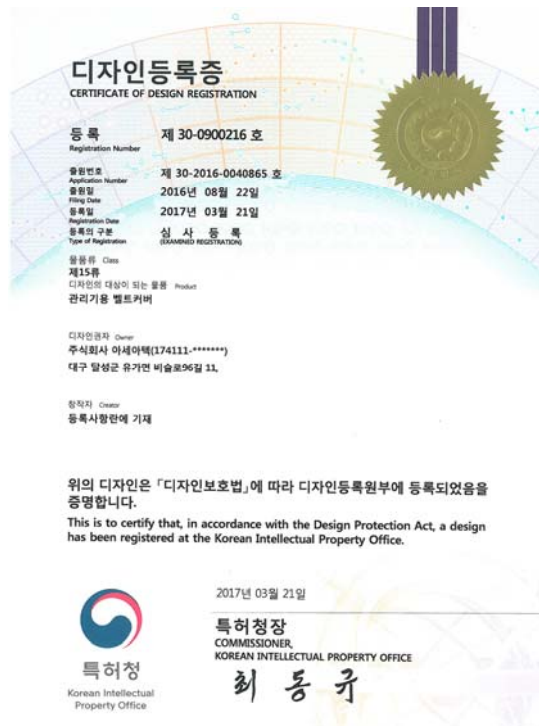 디자인등록증
CERTIFICATE OF DESIGN REGISTRATION
등 록 제 30-0900216 호
Registration Number
출원번호 제 30-2016-0040865 호
Application Number
출원일 2016년 08월 22일
Filing Date
등록일 2017년 03월 21일
Registration Date
등록의 구분 심 사 등 록
Type of Registration (EXAMINED REGISTRATION)
물품류 Class
제15류
디자인의 대상이 되는 물품 Product
관리기용 벨트커버
디자인권자 Owner
주식회사 아세아텍(174111-*******)
대구 달성군 유가면 비슬로96길 11,
창작자 Creator
등록사항란에 기재
위의 디자인은 「디자인보호법」에 따라 디자인등록원부에 등록되었음을
증명합니다.
This is to certify that, in accordance with the Design Protection Act, a design
has been registered at the Korean Intellectual Property Office.
2017년 03월 21일
특허청장
COMMISSIONER,
KOREAN INTELLECTUAL PROPERTY OFFICE
최동규
특허청
Korean Intellectual
Property Office